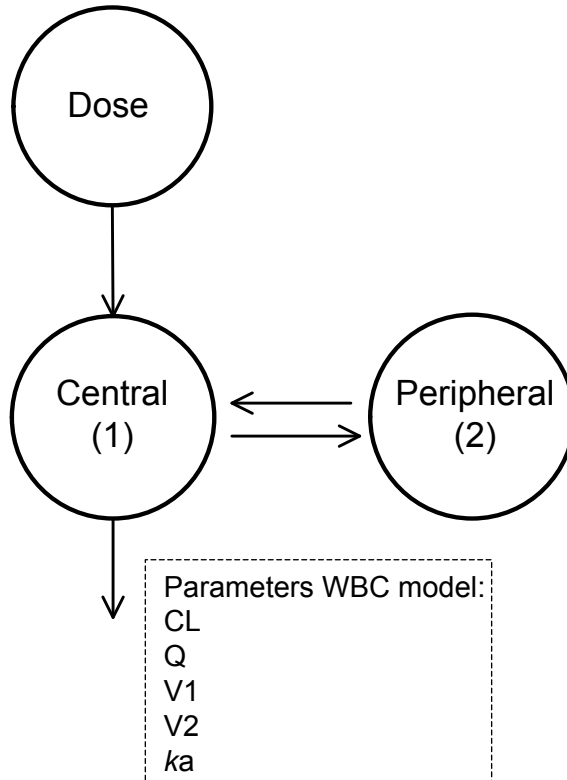 Dose
Central
(1)
Peripheral
(2)
Parameters WBC model:
CL
Q
V1
V2
ka